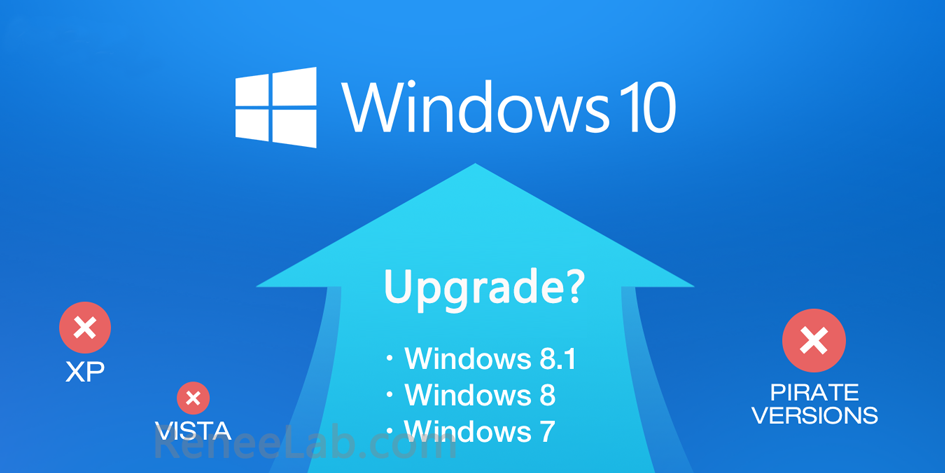 Windows 10
Upgrade?
· Windows 8.1
· Windows 8
· Windows 7
XP
VISTA
PIRATE
VERSIONS
ReneeLab.com